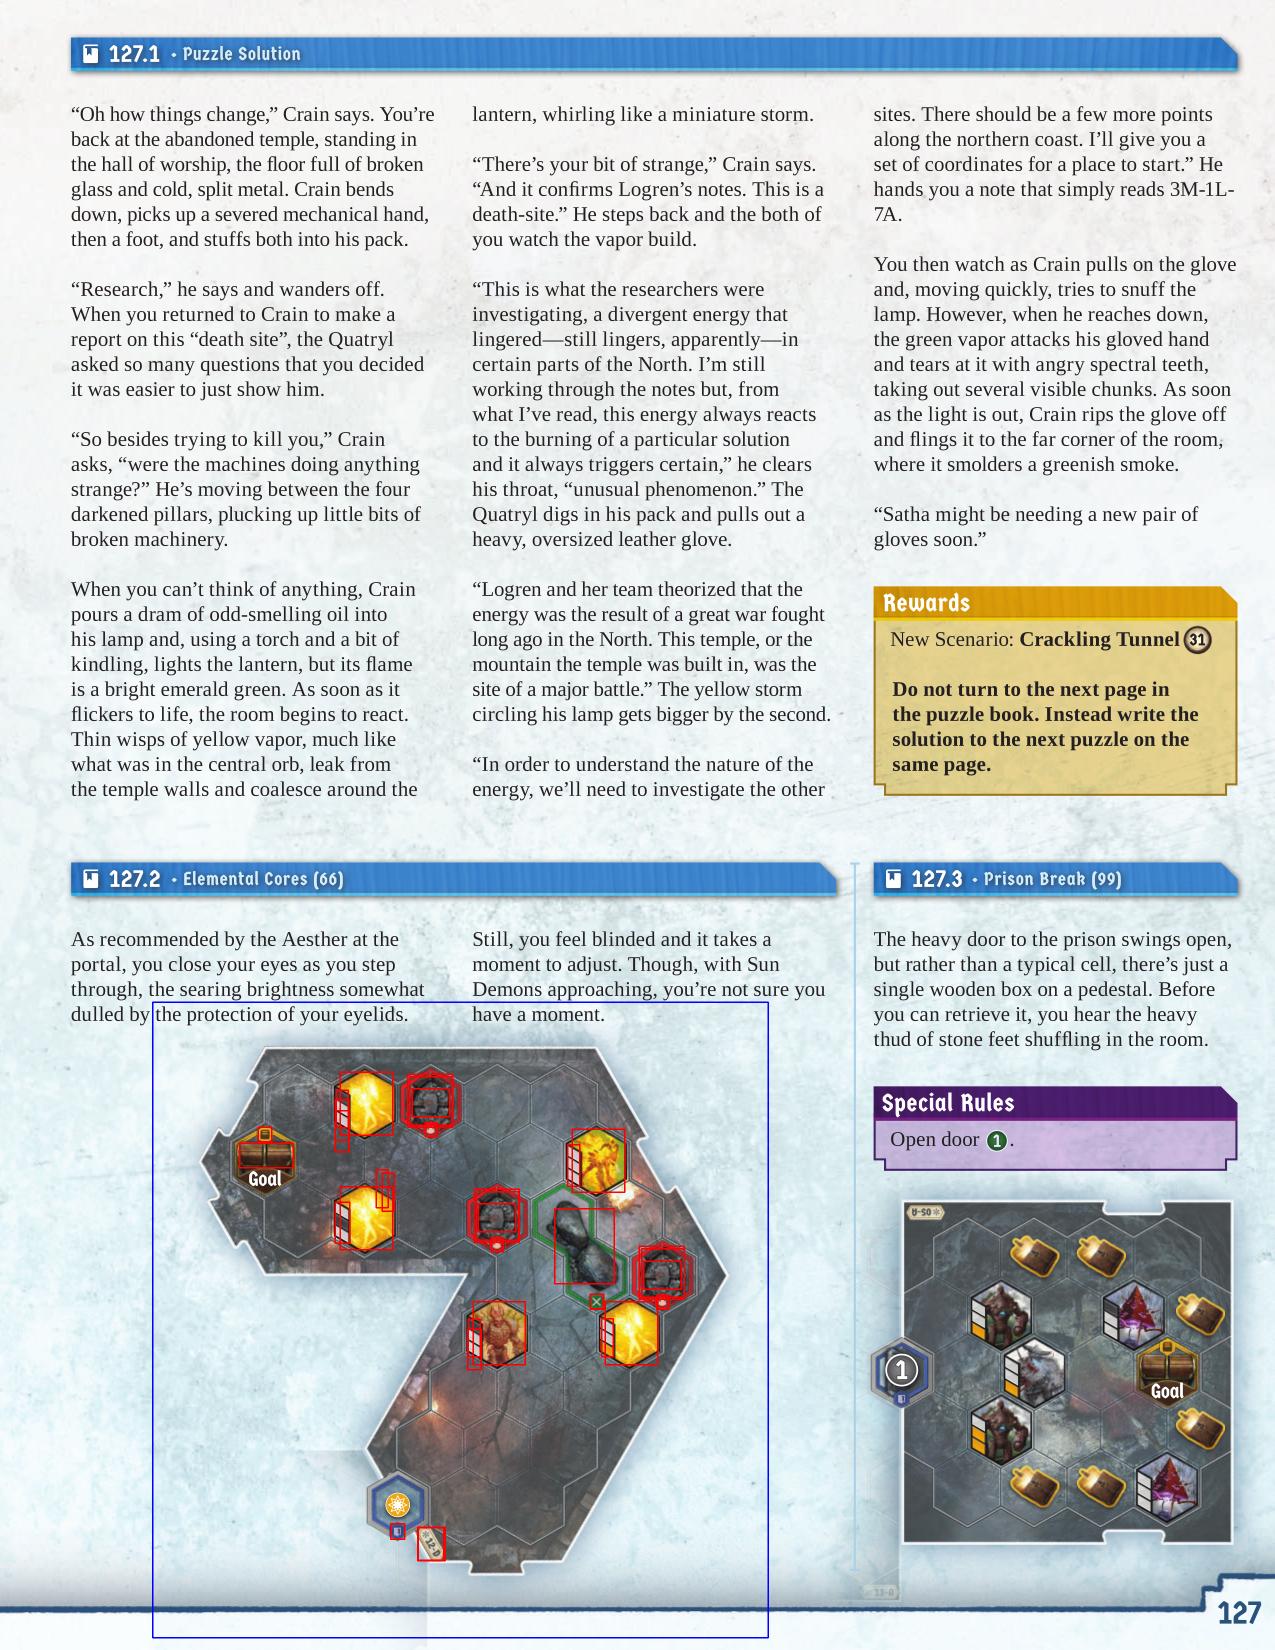 127.1 • Puzzle Solution
“Oh how things change,” Crain says. You’re
back at the abandoned temple, standing in
the hall of worship, the floor full of broken
glass and cold, split metal. Crain bends
down, picks up a severed mechanical hand,
then a foot, and stuffs both into his pack.
“Research,” he says and wanders off.
When you returned to Crain to make a
report on this “death site”, the Quatryl
asked so many questions that you decided
it was easier to just show him.
“So besides trying to kill you,” Crain
asks, “were the machines doing anything
strange?” He’s moving between the four
darkened pillars, plucking up little bits of
broken machinery.
When you can’t think of anything, Crain
pours a dram of odd-smelling oil into
his lamp and, using a torch and a bit of
kindling, lights the lantern, but its flame
is a bright emerald green. As soon as it
flickers to life, the room begins to react.
Thin wisps of yellow vapor, much like
what was in the central orb, leak from
the temple walls and coalesce around the
lantern, whirling like a miniature storm.
“There’s your bit of strange,” Crain says.
“And it confirms Logren’s notes. This is a
death-site.” He steps back and the both of
you watch the vapor build.
“This is what the researchers were
investigating, a divergent energy that
lingered—still lingers, apparently—in
certain parts of the North. I’m still
working through the notes but, from
what I’ve read, this energy always reacts
to the burning of a particular solution
and it always triggers certain,” he clears
his throat, “unusual phenomenon.” The
Quatryl digs in his pack and pulls out a
heavy, oversized leather glove.
“Logren and her team theorized that the
energy was the result of a great war fought
long ago in the North. This temple, or the
mountain the temple was built in, was the
site of a major battle.” The yellow storm
circling his lamp gets bigger by the second.
“In order to understand the nature of the
energy, we’ll need to investigate the other
sites. There should be a few more points
along the northern coast. I’ll give you a
set of coordinates for a place to start.” He
hands you a note that simply reads 3M-1L-
7A.
You then watch as Crain pulls on the glove
and, moving quickly, tries to snuff the
lamp. However, when he reaches down,
the green vapor attacks his gloved hand
and tears at it with angry spectral teeth,
taking out several visible chunks. As soon
as the light is out, Crain rips the glove off
and flings it to the far corner of the room,
where it smolders a greenish smoke.
“Satha might be needing a new pair of
gloves soon.”
Rewards
New Scenario: Crackling Tunnel 31
Do not turn to the next page in
the puzzle book. Instead write the
solution to the next puzzle on the
same page.
127.2 • Elemental Cores (66)
As recommended by the Aesther at the
portal, you close your eyes as you step
through, the searing brightness somewhat
dulled by the protection of your eyelids.
Still, you feel blinded and it takes a
moment to adjust. Though, with Sun
Demons approaching, you’re not sure you
have a moment.
Goal
12-D
127.3 • Prison Break (99)
The heavy door to the prison swings open,
but rather than a typical cell, there’s just a
single wooden box on a pedestal. Before
you can retrieve it, you hear the heavy
thud of stone feet shuffling in the room.
Special Rules
Open door 1.
05-A
1
Goal
127